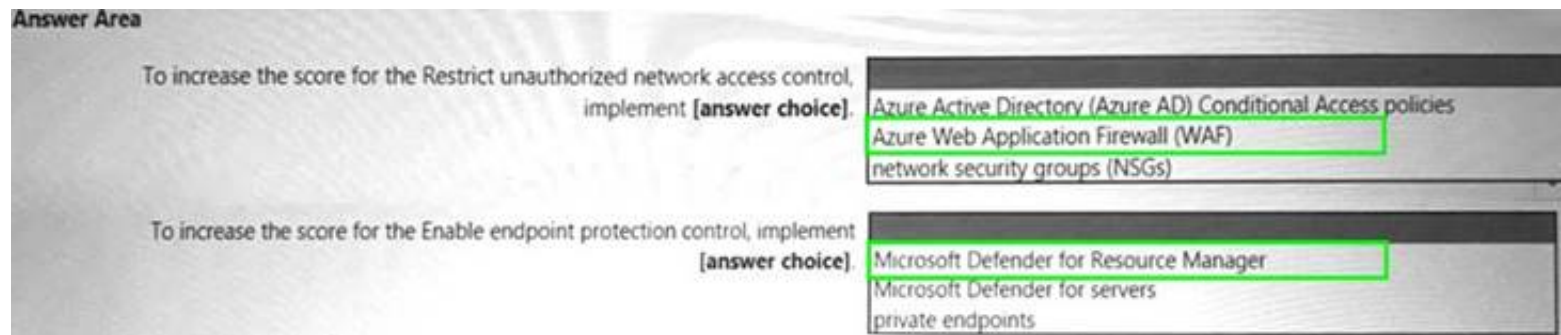 Answer Area
To increase the score for the Restrict unauthorized network access control,
implement [answer choice].
Azure Active Directory (Azure AD) Conditional Access policies
Azure Web Application Firewall (WAF)
network security groups (NSGs)
To increase the score for the Enable endpoint protection control, implement
[answer choice].
Microsoft Defender for Resource Manager
Microsoft Defender for servers
private endpoints